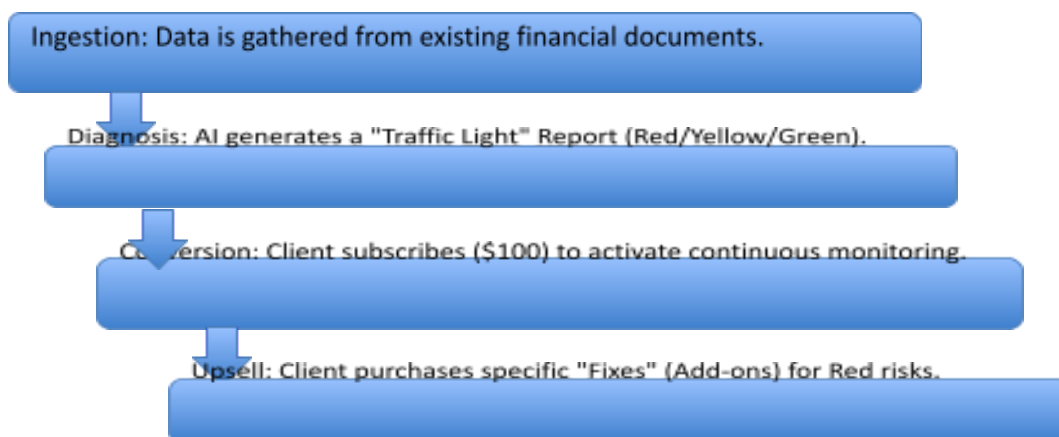 Ingestion: Data is gathered from existing financial documents.
Diagnosis: AI generates a "Traffic Light" Report (Red/Yellow/Green).
Conversion: Client subscribes ($100) to activate continuous monitoring.
Upsell: Client purchases specific "Fixes" (Add-ons) for Red risks.